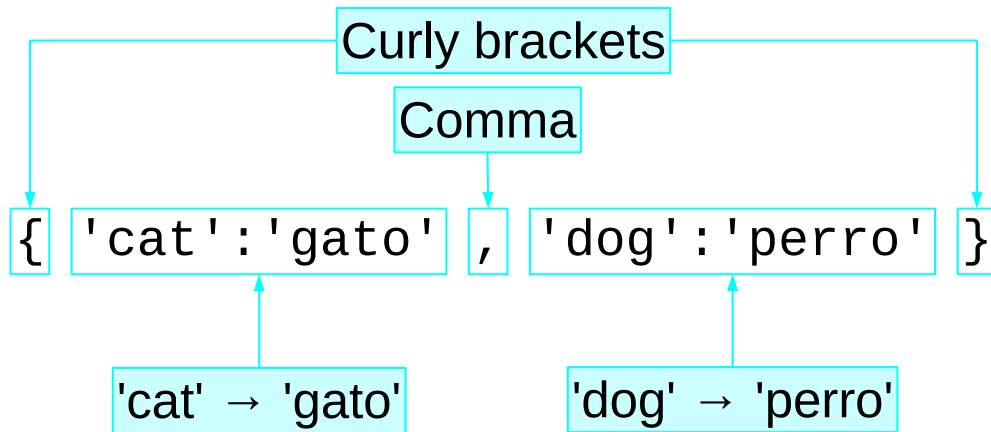 Curly brackets
Comma
{ 'cat':'gato' , 'dog':'perro' }
'cat' → 'gato' 'dog' → 'perro'